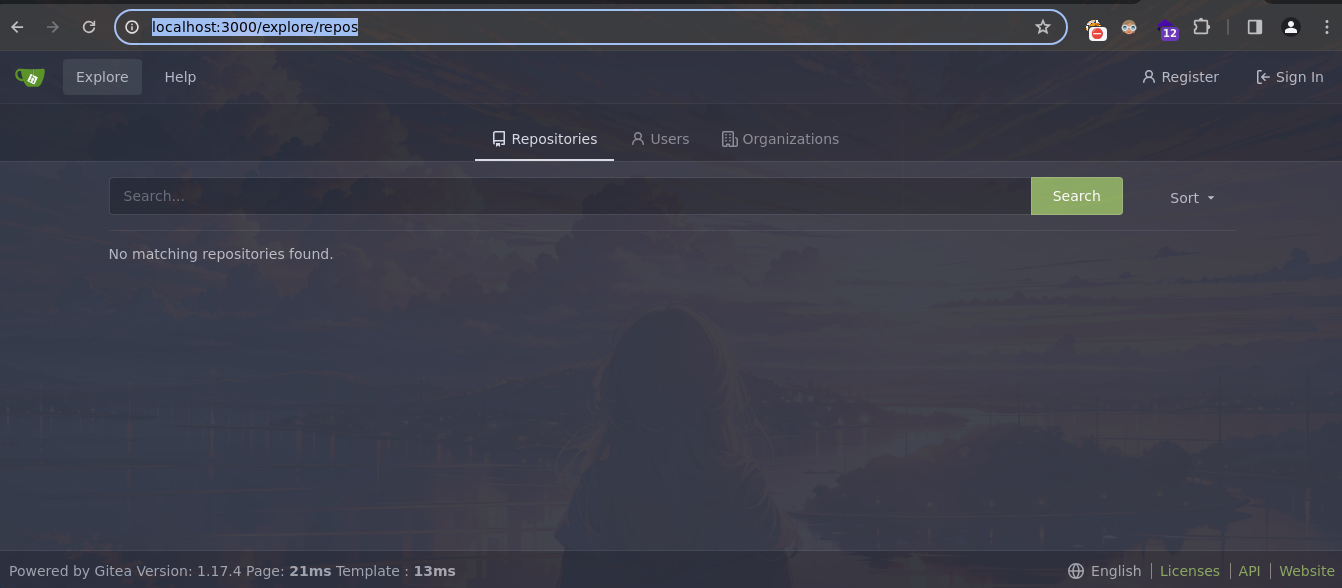 localhost:3000/explore/repos
12
Explore Help Register Sign In
Repositories Users Organizations
Search... Search Sort
No matching repositories found.
Powered by Gitea Version: 1.17.4 Page: 21ms Template : 13ms English Licenses API Website